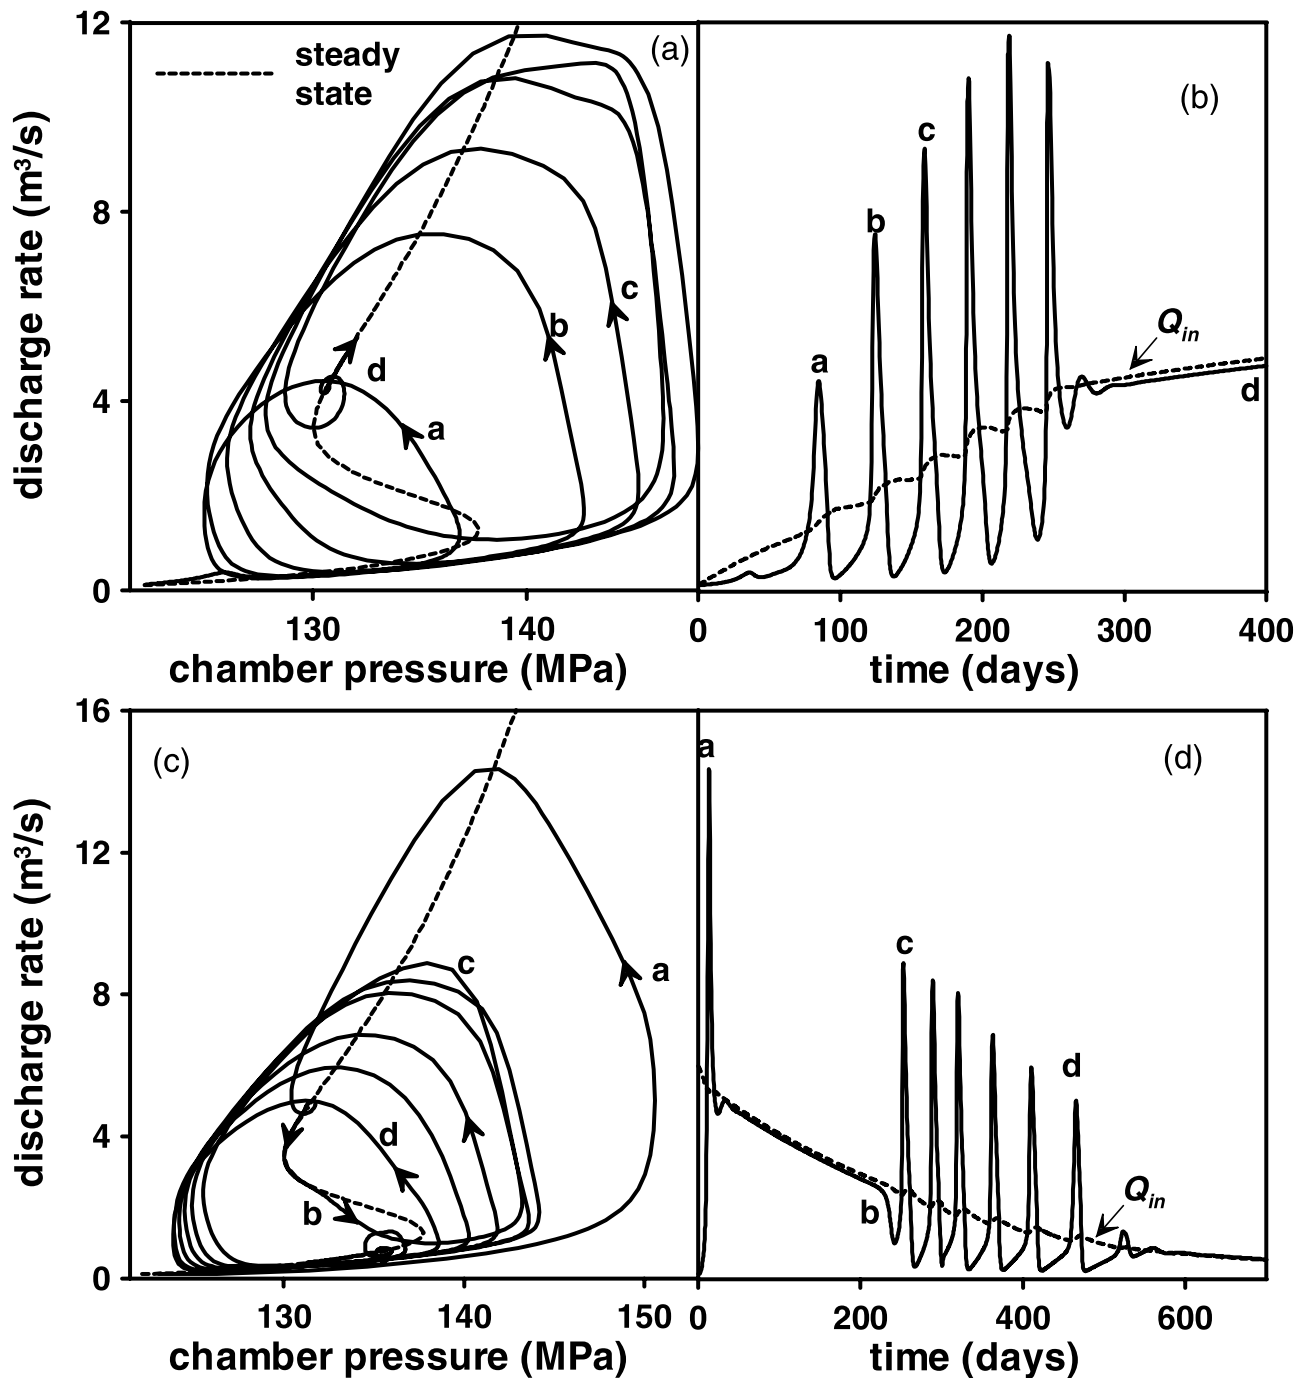 12
8
4
0
discharge rate (m³/s)
steady
state
(a)
a
b
c
d
130
140
chamber pressure (MPa)
(b)
a
b
c
Qin
d
0
100
200
300
400
time (days)
16
12
8
4
0
discharge rate (m³/s)
(c)
a
c
d
b
130
140
150
chamber pressure (MPa)
a
(d)
c
d
b
Qin
0
200
400
600
time (days)